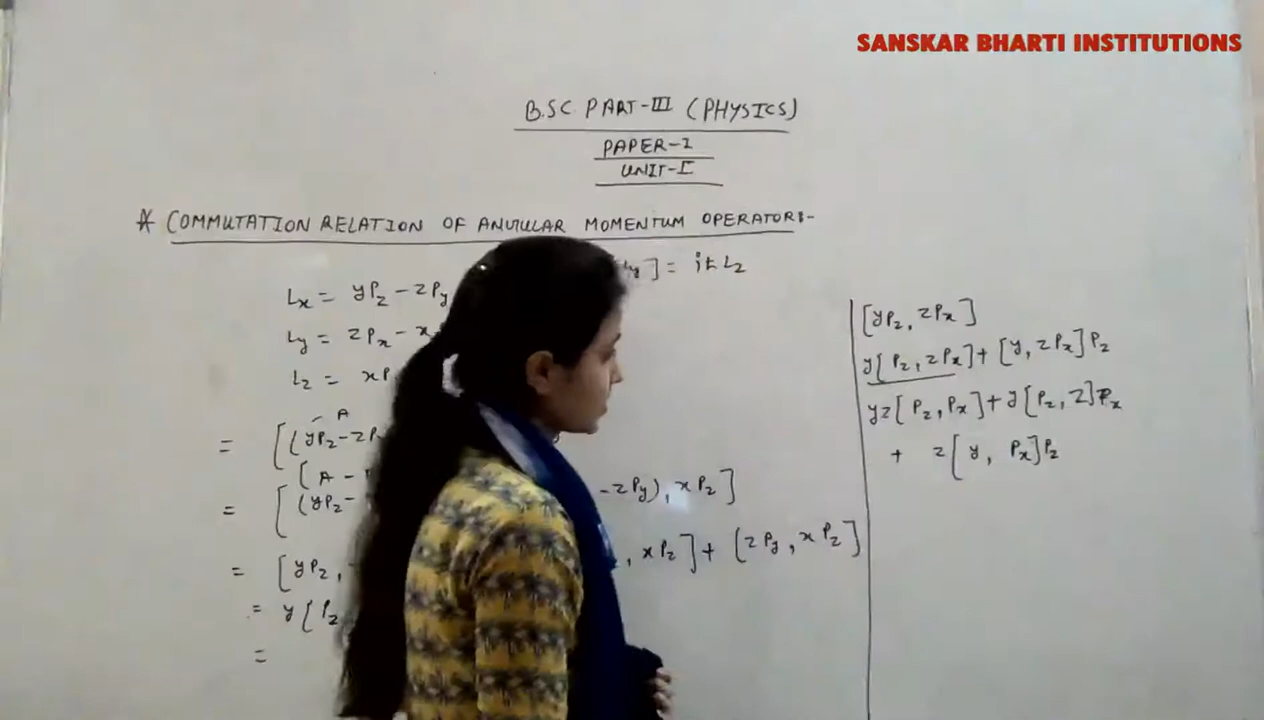 SANSKAR BHARTI INSTITUTIONS
B.SC PART-III (PHYSICS)
PAPER-I
UNIT-I
* COMMUTATION RELATION OF ANGULAR MOMENTUM OPERATORS-
Ly] = iħ Lz
Lx = yPz - zPy
Ly = zPx - x
Lz = xP
= [(yPz - zP
A
[A -
= [(yPz - - zPy), xPz]
= [yPz, , xPz] + [zPy, xPz]
= y[Pz
=
[yPz, zPx]
y[Pz, zPx] + [y, zPx]Pz
yz[Pz, Px] + y[Pz, z]Px
+ z[y, Px]Pz